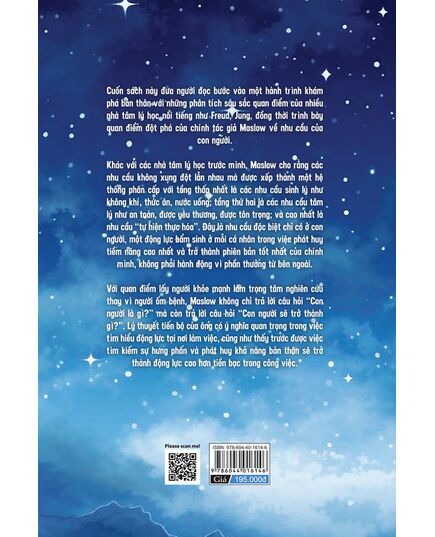 Cuốn sách này đưa người đọc bước vào một hành trình khám
phá bản thân với những phân tích sâu sắc quan điểm của nhiều
nhà tâm lý học nổi tiếng như Freud, Jung, đồng thời trình bày
quan điểm đột phá của chính tác giả Maslow về nhu cầu của
con người.
Khác với các nhà tâm lý học trước mình, Maslow cho rằng các
nhu cầu không xung đột lẫn nhau mà được xếp thành một hệ
thống phân cấp với tầng thấp nhất là các nhu cầu sinh lý như
không khí, thức ăn, nước uống; tầng thứ hai là các nhu cầu tâm
lý như an toàn, được yêu thương, được tôn trọng; và cao nhất là
nhu cầu "tự hiện thực hóa". Đây là nhu cầu đặc biệt chỉ có ở con
người, một động lực bẩm sinh ở mỗi cá nhân trong việc phát huy
tiềm năng cao nhất và trở thành phiên bản tốt nhất của chính
mình, không phải hành động vì phần thưởng từ bên ngoài.
Với quan điểm lấy người khỏe mạnh làm trọng tâm nghiên cứu
thay vì người ốm bệnh, Maslow không chỉ trả lời câu hỏi "Con
người là gì?" mà còn trả lời câu hỏi "Con người sẽ trở thành
gì?". Lý thuyết tiến bộ của ông có ý nghĩa quan trọng trong việc
tìm hiểu động lực tại nơi làm việc, cũng như thấy trước được việc
tìm kiếm sự hưng phấn và phát huy khả năng bản thân sẽ trở
thành động lực cao hơn tiền bạc trong công việc."
Please scan me!
ISBN: 978-604-40-1614-6
9786044016146
Giá 195.000đ